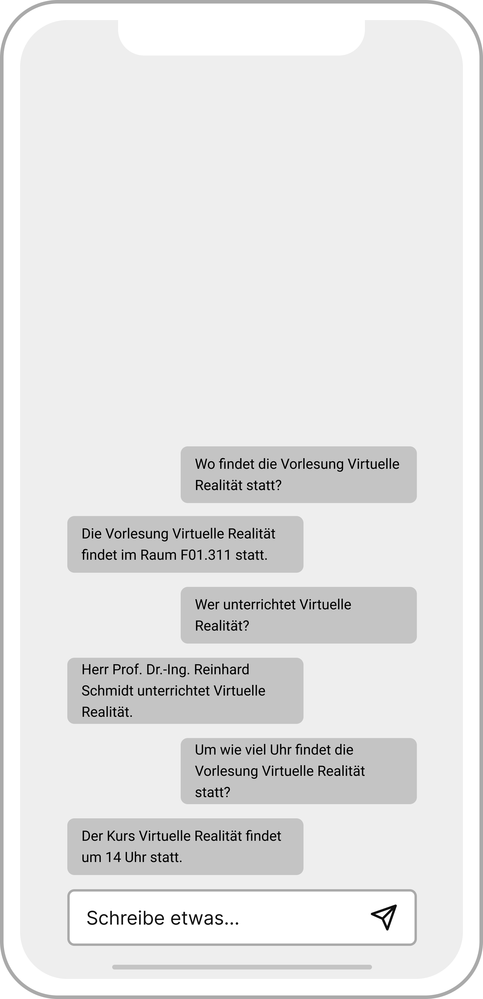 Wo findet die Vorlesung Virtuelle
Realität statt?
Die Vorlesung Virtuelle Realität
findet im Raum F01.311 statt.
Wer unterrichtet Virtuelle
Realität?
Herr Prof. Dr.-Ing. Reinhard
Schmidt unterrichtet Virtuelle
Realität.
Um wie viel Uhr findet die
Vorlesung Virtuelle Realität
statt?
Der Kurs Virtuelle Realität findet
um 14 Uhr statt.
Schreibe etwas...